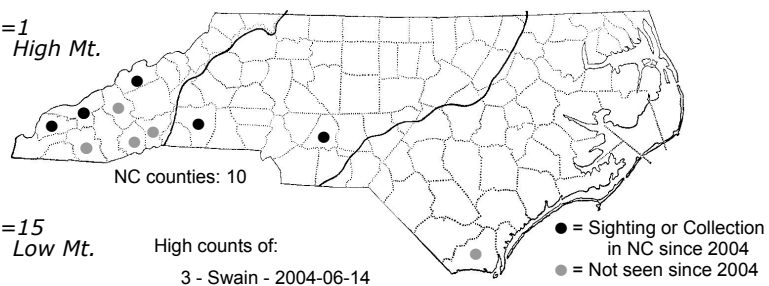 =1
High Mt.
NC counties: 10
=15
Low Mt.
High counts of:
3 - Swain - 2004-06-14
● = Sighting or Collection
in NC since 2004
● = Not seen since 2004